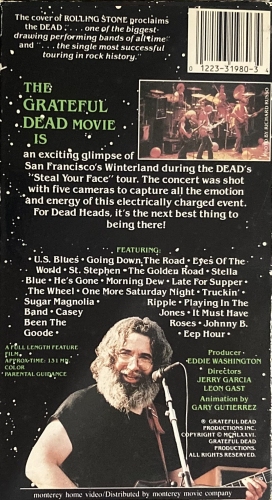 The cover of ROLLING STONE proclaims
the DEAD ". . . . one of the biggest-
drawing performing bands of all time"
and ". . . the single most successful
touring in rock history."
0 1223-31980-3 4
THE
GRATEFUL
DEAD MOVIE
IS
an exciting glimpse of
San Francisco's Winterland during the DEAD's
"Steal Your Face" tour. The concert was shot
with five cameras to capture all the emotion
and energy of this electrically charged event.
For Dead Heads, it's the next best thing to
being there!
FEATURING:
U.S. Blues • Going Down The Road • Eyes Of The
World • St. Stephen • The Golden Road • Stella
Blue • He's Gone • Morning Dew • Late For Supper
The Wheel • One More Saturday Night • Truckin' •
Sugar Magnolia • Ripple • Playing In The
Band • Casey Jones • It Must Have
Been The Roses • Johnny B.
Goode • Eep Hour •
A FULL LENGTH FEATURE
FILM
APPROX. TIME: 131 MIN.
COLOR
PARENTAL GUIDANCE
Producer
EDDIE WASHINGTON
Directors
JERRY GARCIA
LEON GAST
Animation by
GARY GUTIERREZ
GRATEFUL DEAD
PRODUCTIONS INC.
COPYRIGHT © MCMLXXVI,
GRATEFUL DEAD
PRODUCTIONS.
ALL RIGHTS RESERVED.
monterey home video/Distributed by monterey movie company